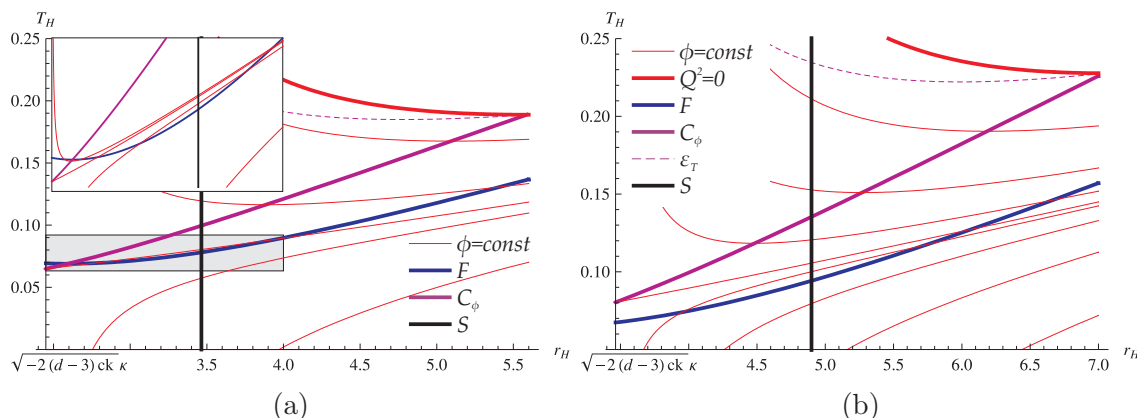 T_H
0.25
0.20
0.15
0.10
0.05
ϕ=const
F
C_ϕ
S
√-2 (d-3) ck κ
3.5
4.0
4.5
5.0
5.5
r_H
(a)
T_H
0.25
0.20
0.15
0.10
ϕ=const
Q²=0
F
C_ϕ
ε_T
S
√-2 (d-3) ck κ
4.5
5.0
5.5
6.0
6.5
7.0
r_H
(b)